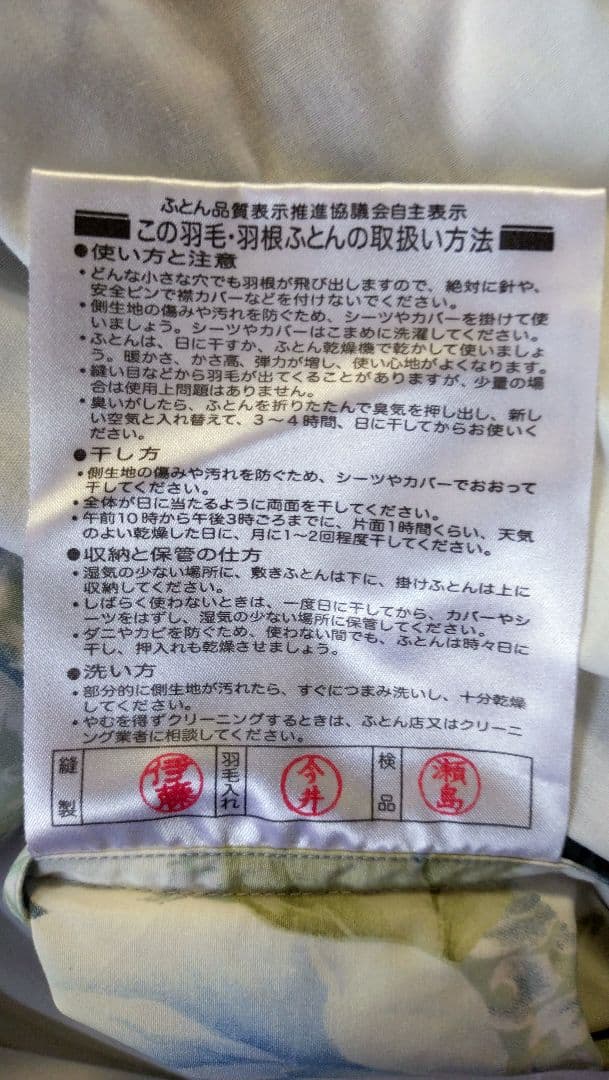 ふとん品質表示推進協議会自主表示
この羽毛・羽根ふとんの取扱い方法
●使い方と注意
・どんな小さな穴でも羽根が飛び出しますので、絶対に針や、
安全ピンで襟カバーなどを付けないでください。
・側生地の傷みや汚れを防ぐため、シーツやカバーを掛けて使
いましょう。シーツやカバーはこまめに洗濯してください。
・ふとんは、日に干すか、ふとん乾燥機で乾かして使いましょ
う。暖かさ、かさ高、弾力が増し、使い心地がよくなります。
・縫い目などから羽毛が出てくることがありますが、少量の場
合は使用上問題はありません。
・臭いがしたら、ふとんを折りたたんで臭気を押し出し、新し
い空気と入れ替えて、3〜4時間、日に干してからお使いく
ださい。
●干し方
・側生地の傷みや汚れを防ぐため、シーツやカバーでおおって
干してください。
・全体が日に当たるように両面を干してください。
・午前10時から午後3時ごろまでに、片面1時間くらい、天気
のよい乾燥した日に、月に1〜2回程度干してください。
●収納と保管の仕方
・湿気の少ない場所に、敷きふとんは下に、掛けふとんは上に
収納してください。
・しばらく使わないときは、一度日に干してから、カバーやシ
ーツをはずし、湿気の少ない場所に保管してください。
・ダニやカビを防ぐため、使わない間でも、ふとんは時々日に
干し、押入れも乾燥させましょう。
●洗い方
・部分的に側生地が汚れたら、すぐにつまみ洗いし、十分乾燥
してください。
・やむを得ずクリーニングするときは、ふとん店又はクリーニ
ング業者に相談してください。
縫製 伊藤 羽毛入れ 今井 検品 瀬島